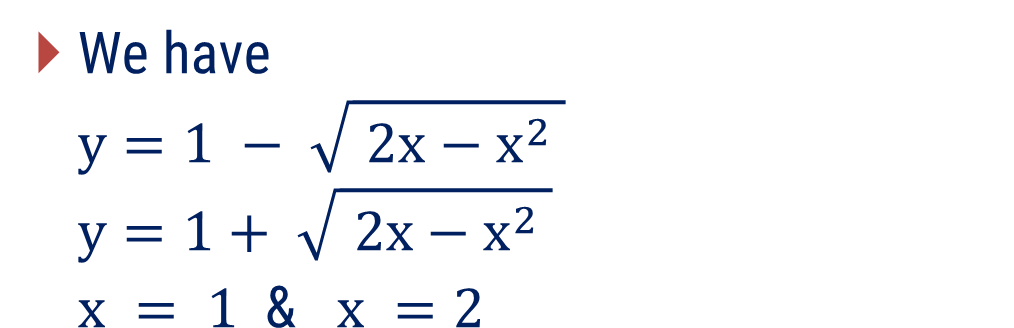 We have
y = 1 − √(2x − x²)
y = 1 + √(2x − x²)
x = 1 & x = 2